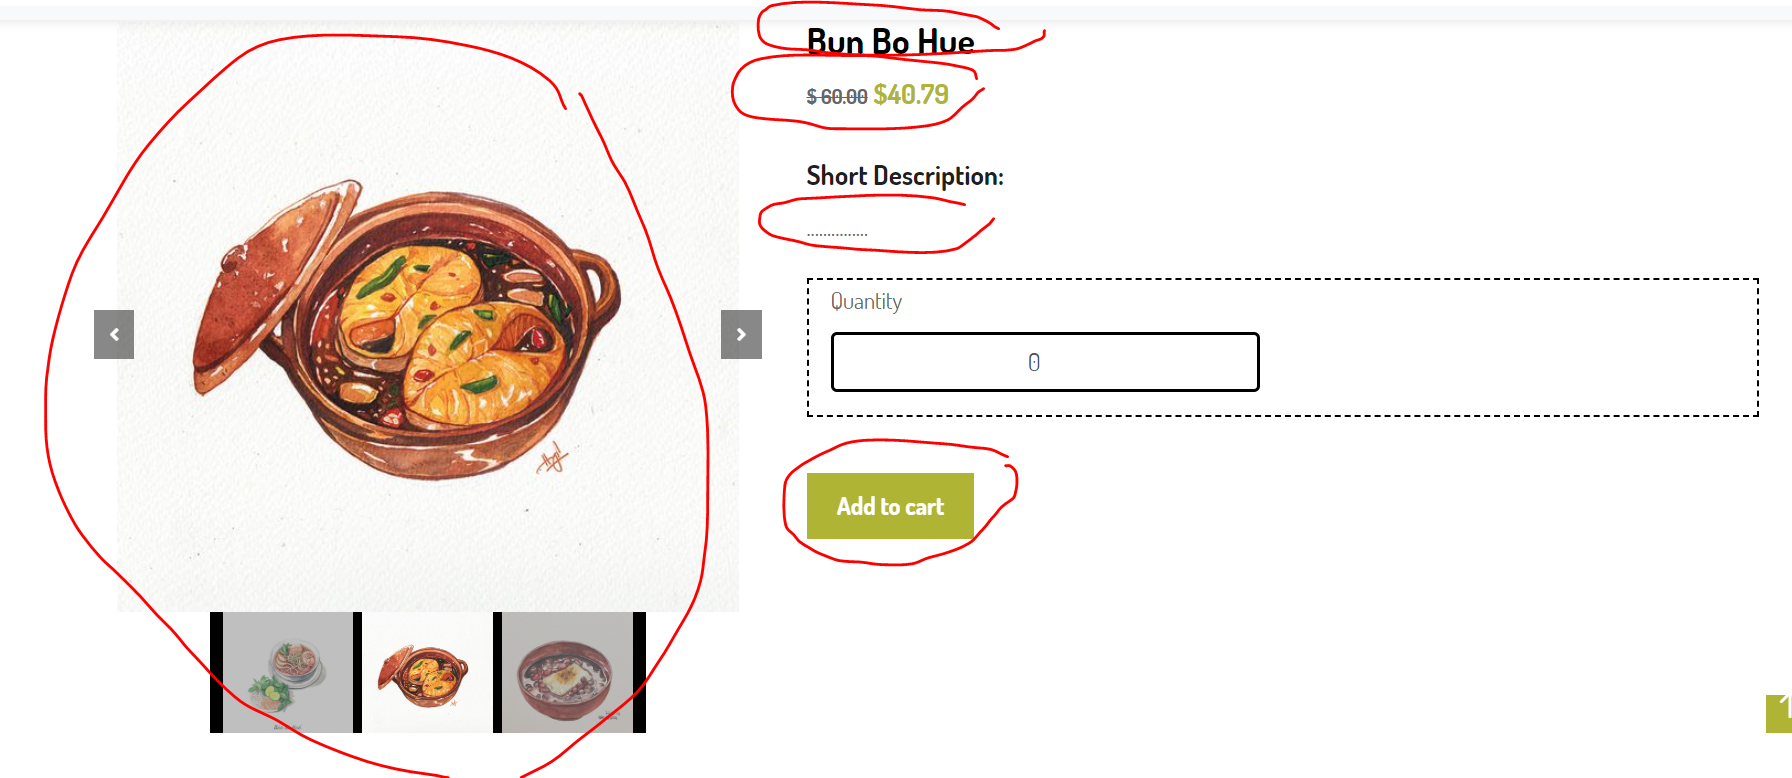 Bun Bo Hue
$ 60.00 $40.79
Short Description:
...............
Quantity
0
Add to cart